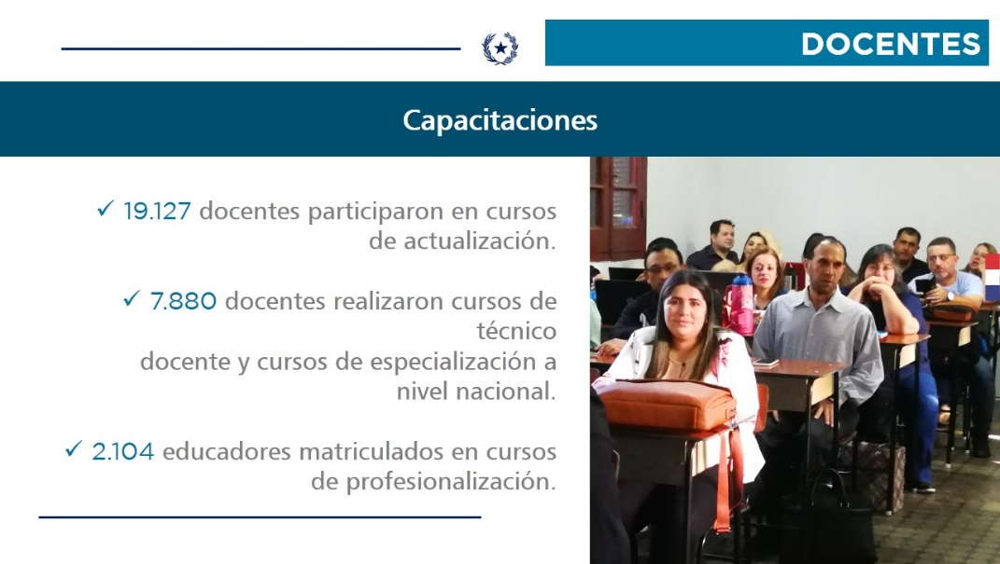 DOCENTES
Capacitaciones
✓ 19.127 docentes participaron en cursos
de actualización.
✓ 7.880 docentes realizaron cursos de
técnico
docente y cursos de especialización a
nivel nacional.
✓ 2.104 educadores matriculados en cursos
de profesionalización.